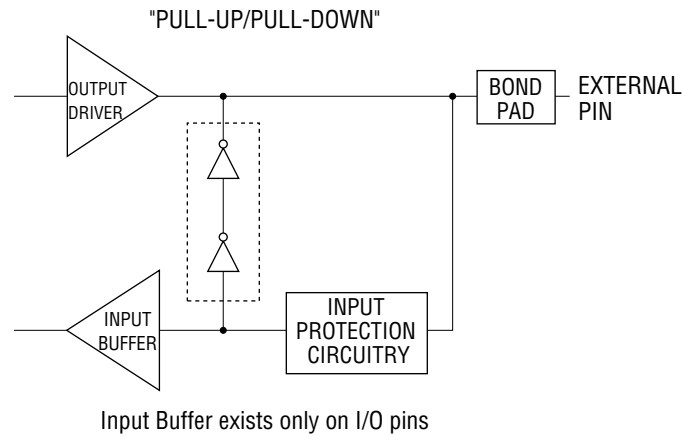 "PULL-UP/PULL-DOWN"
OUTPUT
DRIVER
BOND
PAD
EXTERNAL
PIN
INPUT
BUFFER
INPUT
PROTECTION
CIRCUITRY
Input Buffer exists only on I/O pins